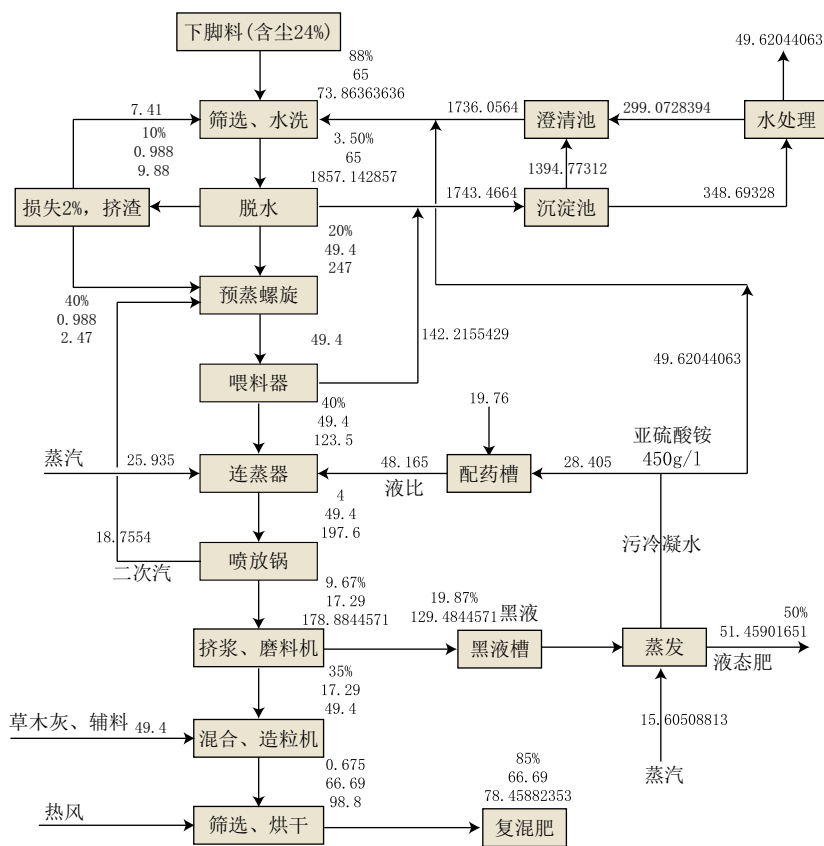 下脚料(含尘24%)
88%
65
73.86363636
49.62044063
7.41
筛选、水洗
1736.0564
澄清池
299.0728394
水处理
10%
0.988
9.88
3.50%
65
1857.142857
1394.77312
损失2%，挤渣
脱水
1743.4664
沉淀池
348.69328
20%
49.4
247
预蒸螺旋
40%
0.988
2.47
49.4
142.2155429
49.62044063
喂料器
40%
49.4
123.5
19.76
亚硫酸铵
450g/l
蒸汽
25.935
连蒸器
48.165
液比
配药槽
28.405
4
49.4
197.6
18.7554
二次汽
喷放锅
污冷凝水
9.67%
17.29
178.8844571
19.87%
129.4844571
黑液
50%
51.45901651
挤浆、磨料机
黑液槽
蒸发
液态肥
35%
17.29
49.4
15.60508813
草木灰、辅料
49.4
混合、造粒机
蒸汽
0.675
66.69
98.8
85%
66.69
78.45882353
热风
筛选、烘干
复混肥